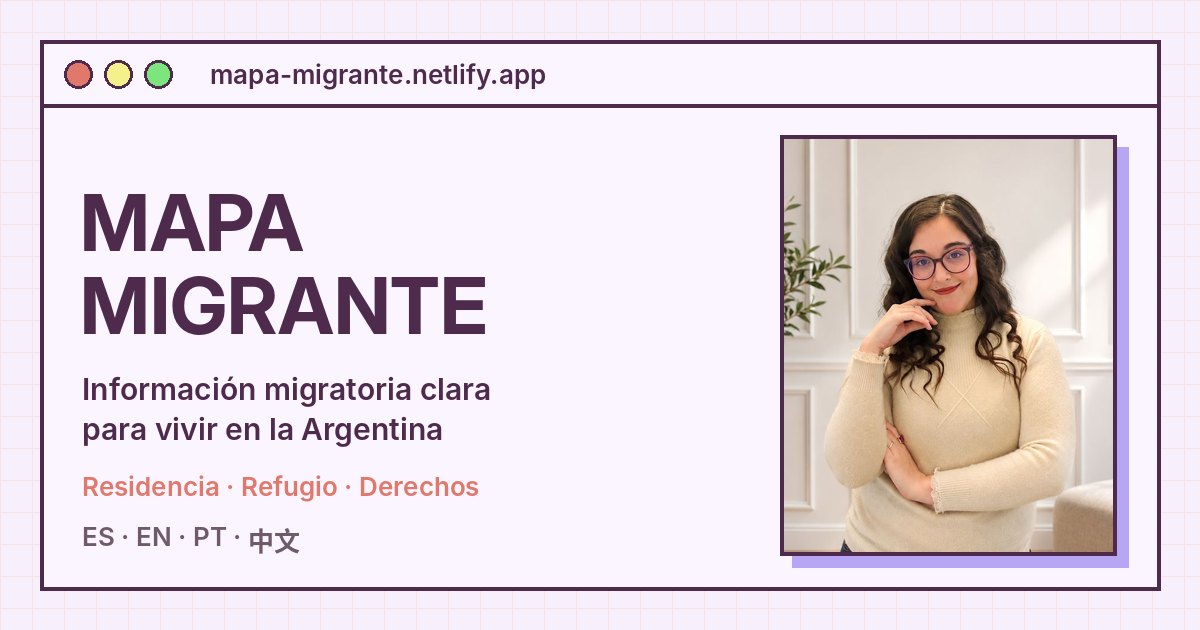 mapa-migrante.netlify.app
MAPA
MIGRANTE
Información migratoria clara
para vivir en la Argentina
Residencia · Refugio · Derechos
ES · EN · PT · 中文